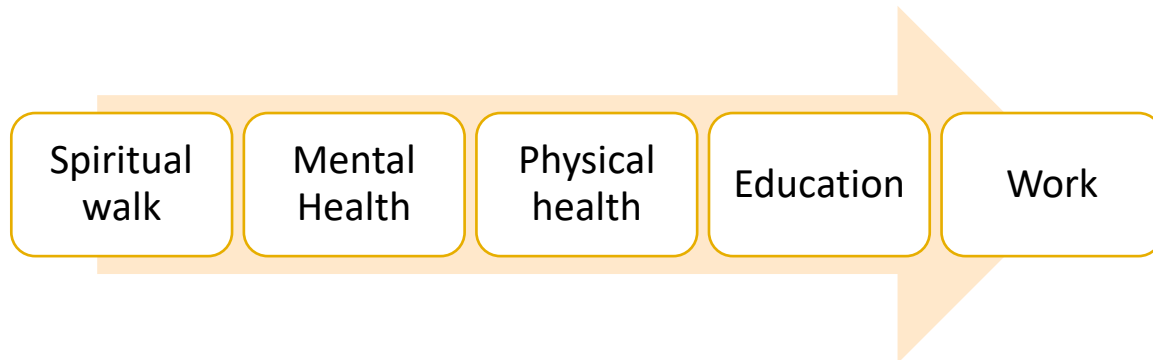 Spiritual
walk
Mental
Health
Physical
health
Education
Work